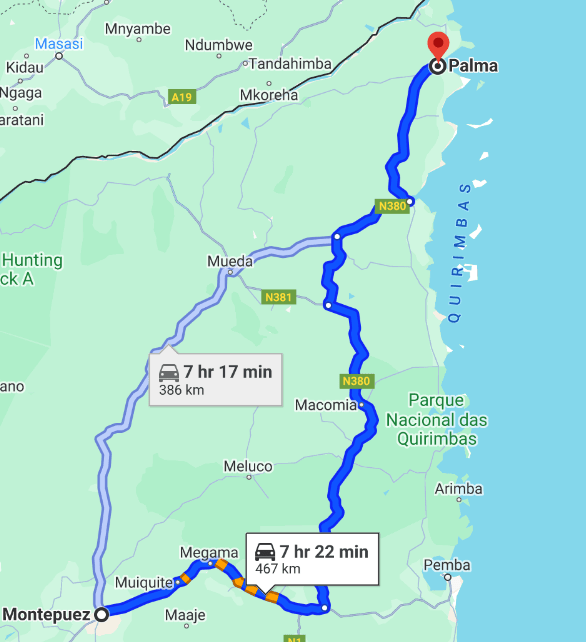 Mnyambe
Masasi
Ndumbwe
Kidau
Tandahimba
Palma
Ngaga
A19
Mkoreha
aratani
QUIRIMBAS
N380
Hunting
ck A
Mueda
N381
7 hr 17 min
386 km
N380
ano
Macomia
Parque
Nacional das
Quirimbas
Meluco
Arimba
7 hr 22 min
467 km
Megama
Pemba
Muiquite
Montepuez
Maaje
N1